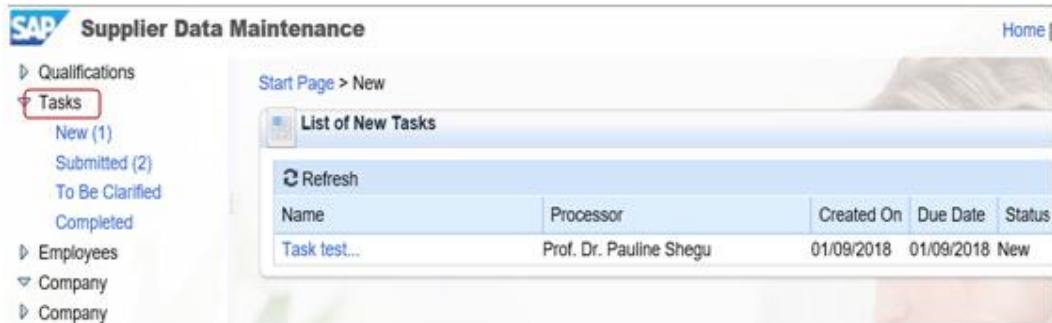 SAP Supplier Data Maintenance
Home [
Qualifications
Tasks
New (1)
Submitted (2)
To Be Clarified
Completed
Employees
Company
Company
Start Page > New
List of New Tasks
Refresh
Name Processor Created On Due Date Status
Task test... Prof. Dr. Pauline Shegu 01/09/2018 01/09/2018 New